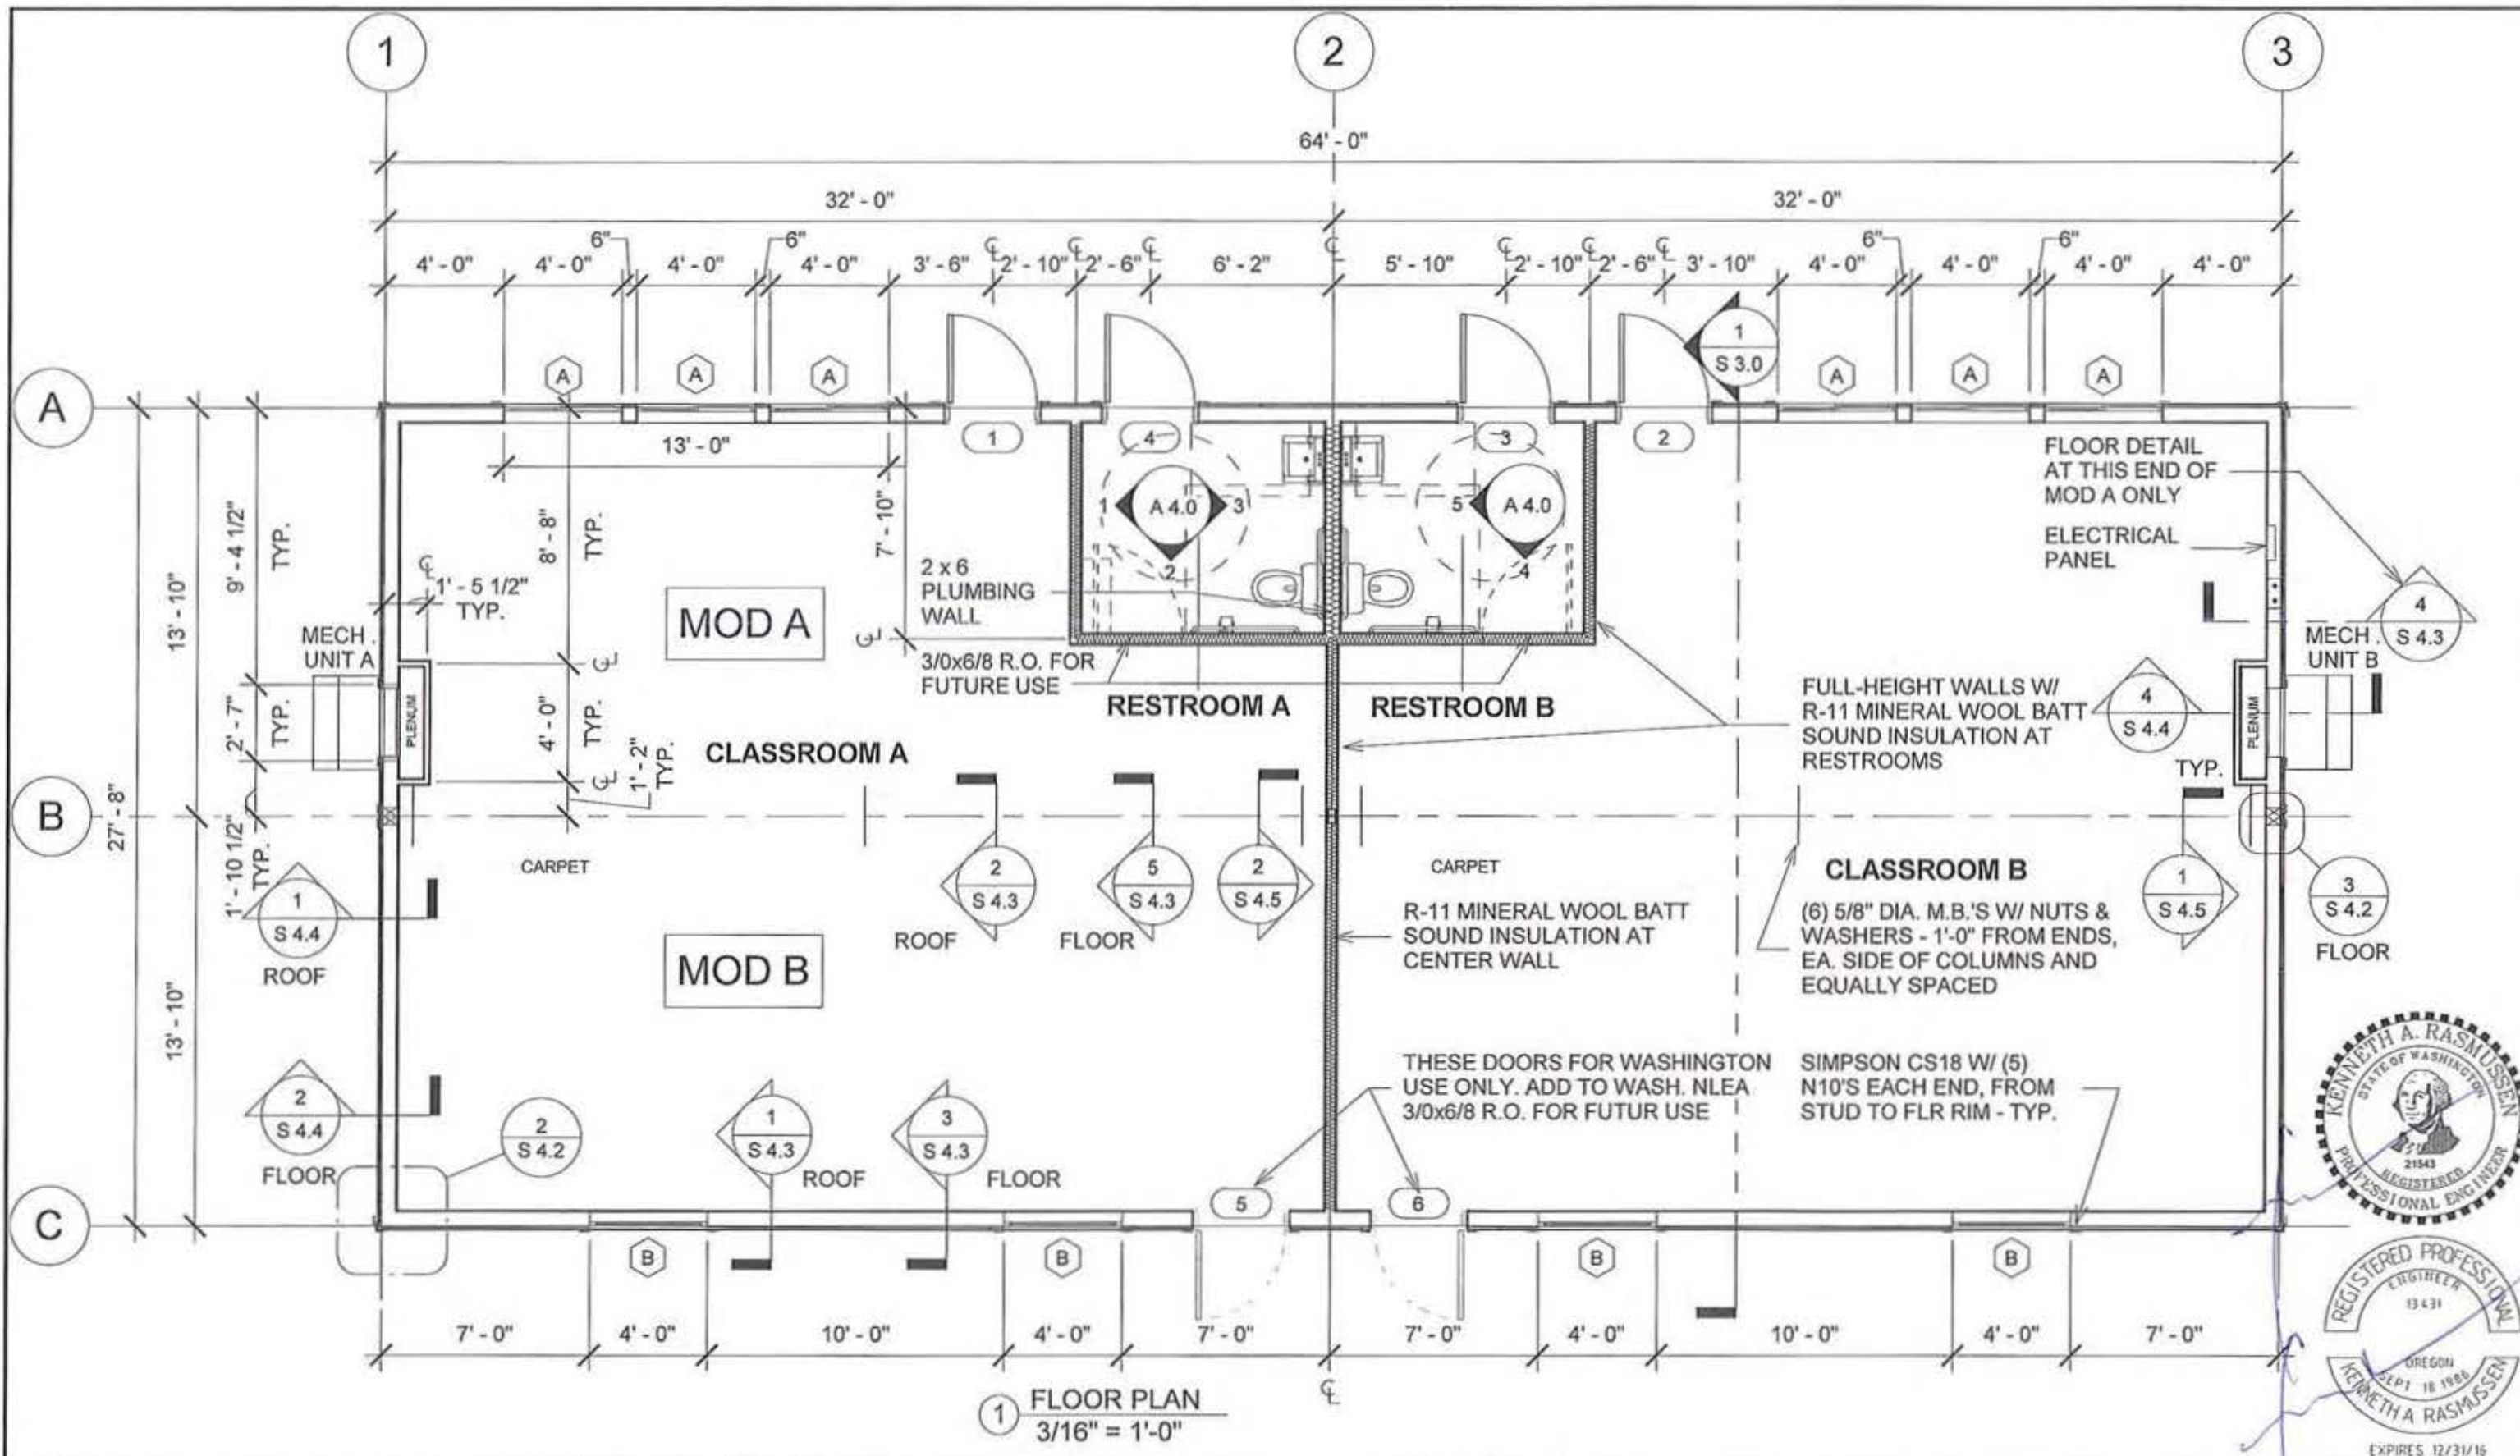 1
2
3
64' - 0"
32' - 0"
32' - 0"
6"
6"
6"
6"
4' - 0"
4' - 0"
4' - 0"
4' - 0"
3' - 6"
℄
2' - 10"
℄
2' - 6"
℄
6' - 2"
℄
5' - 10"
℄
2' - 10"
℄
2' - 6"
℄
3' - 10"
4' - 0"
4' - 0"
4' - 0"
4' - 0"
1
S 3.0
A
A
A
A
A
A
A
13' - 0"
1
4
3
2
FLOOR DETAIL
AT THIS END OF
MOD A ONLY
ELECTRICAL
PANEL
9' - 4 1/2"
TYP.
8' - 8"
TYP.
7' - 10"
1
A 4.0
3
2
5
A 4.0
4
℄
1' - 5 1/2"
TYP.
2 x 6
PLUMBING
WALL
MOD A
13' - 10"
MECH .
UNIT A
4
S 4.3
MECH .
UNIT B
℄
3/0x6/8 R.O. FOR
FUTURE USE
RESTROOM A
RESTROOM B
FULL-HEIGHT WALLS W/
R-11 MINERAL WOOL BATT
SOUND INSULATION AT
RESTROOMS
4
S 4.4
PLENUM
PLENUM
2' - 7"
TYP.
4' - 0"
TYP.
℄
℄
1' - 2"
TYP.
CLASSROOM A
TYP.
B
27' - 8"
1' - 10 1/2"
TYP.
CARPET
2
S 4.3
5
S 4.3
2
S 4.5
CARPET
CLASSROOM B
1
S 4.5
3
S 4.2
FLOOR
1
S 4.4
ROOF
ROOF
FLOOR
R-11 MINERAL WOOL BATT
SOUND INSULATION AT
CENTER WALL
(6) 5/8" DIA. M.B.'S W/ NUTS &
WASHERS - 1'-0" FROM ENDS,
EA. SIDE OF COLUMNS AND
EQUALLY SPACED
MOD B
13' - 10"
THESE DOORS FOR WASHINGTON
USE ONLY. ADD TO WASH. NLEA
3/0x6/8 R.O. FOR FUTUR USE
SIMPSON CS18 W/ (5)
N10'S EACH END, FROM
STUD TO FLR RIM - TYP.
2
S 4.4
FLOOR
2
S 4.2
1
S 4.3
ROOF
3
S 4.3
FLOOR
5
6
C
B
B
B
B
7' - 0"
4' - 0"
10' - 0"
4' - 0"
7' - 0"
7' - 0"
4' - 0"
10' - 0"
4' - 0"
7' - 0"
℄
1
FLOOR PLAN
3/16" = 1'-0"
KENNETH A. RASMUSSEN
STATE OF WASHINGTON
21543
REGISTERED
PROFESSIONAL ENGINEER
REGISTERED PROFESSIONAL
ENGINEER
13431
OREGON
SEPT 18 1986
KENNETH A RASMUSSEN
EXPIRES 12/31/16